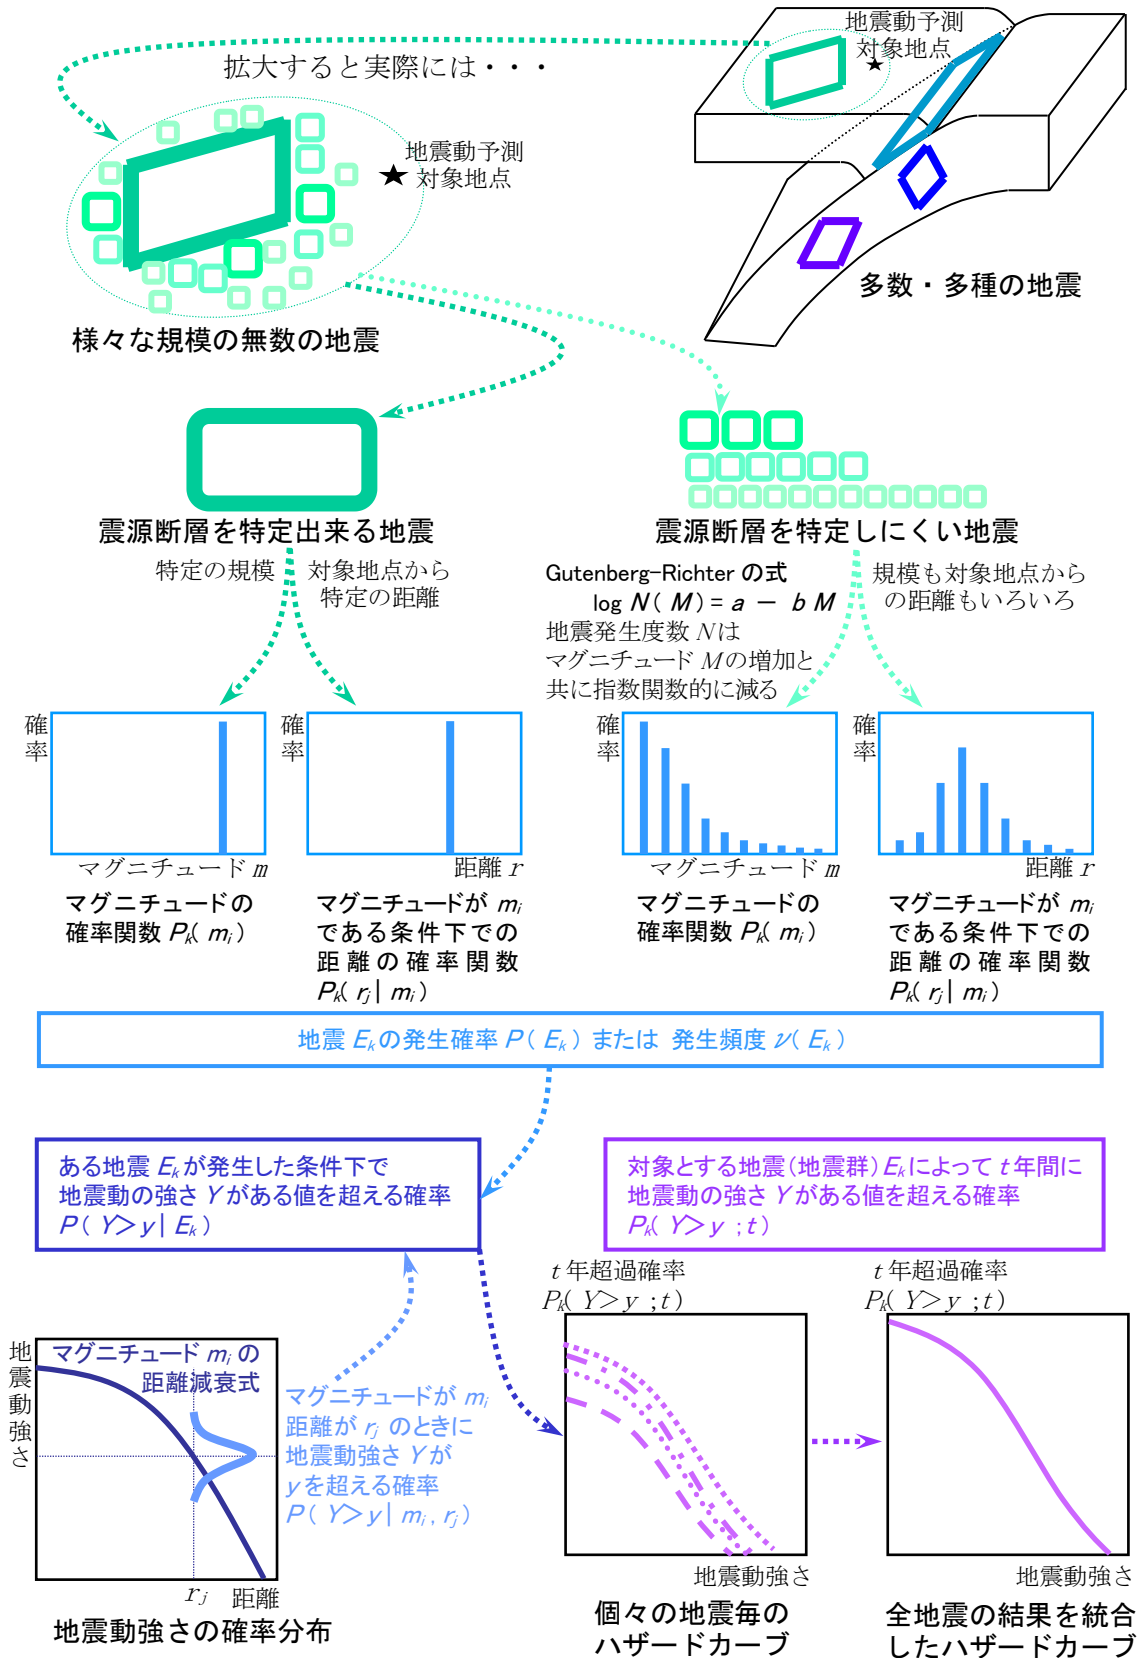 地震動予測
対象地点
拡大すると実際には・・・
地震動予測
対象地点
多数・多種の地震
様々な規模の無数の地震
震源断層を特定出来る地震
震源断層を特定しにくい地震
特定の規模
対象地点から
特定の距離
Gutenberg-Richter の式
log N( M ) = a － b M
地震発生度数 Nは
マグニチュード Mの増加と
共に指数関数的に減る
規模も対象地点から
の距離もいろいろ
確率
マグニチュード m
確率
距離 r
確率
マグニチュード m
確率
距離 r
マグニチュードの
確率関数 Pk( mi )
マグニチュードが mi
である条件下での
距離の確率関数
Pk( rj | mi )
マグニチュードの
確率関数 Pk( mi )
マグニチュードが mi
である条件下での
距離の確率関数
Pk( rj | mi )
地震 Ekの発生確率 P ( Ek ) または 発生頻度 ν( Ek )
ある地震 Ekが発生した条件下で
地震動の強さ Yがある値を超える確率
P ( Y＞y | Ek )
対象とする地震(地震群) Ekによって t 年間に
地震動の強さ Yがある値を超える確率
Pk( Y＞y ; t )
地震動強さ
マグニチュード mi の
距離減衰式
rj
距離
地震動強さの確率分布
マグニチュードが mi
距離が rj のときに
地震動強さ Yが
yを超える確率
P ( Y＞y | mi , rj )
t 年超過確率
Pk( Y＞y ; t )
地震動強さ
個々の地震毎の
ハザードカーブ
t 年超過確率
Pk( Y＞y ; t )
地震動強さ
全地震の結果を統合
したハザードカーブ